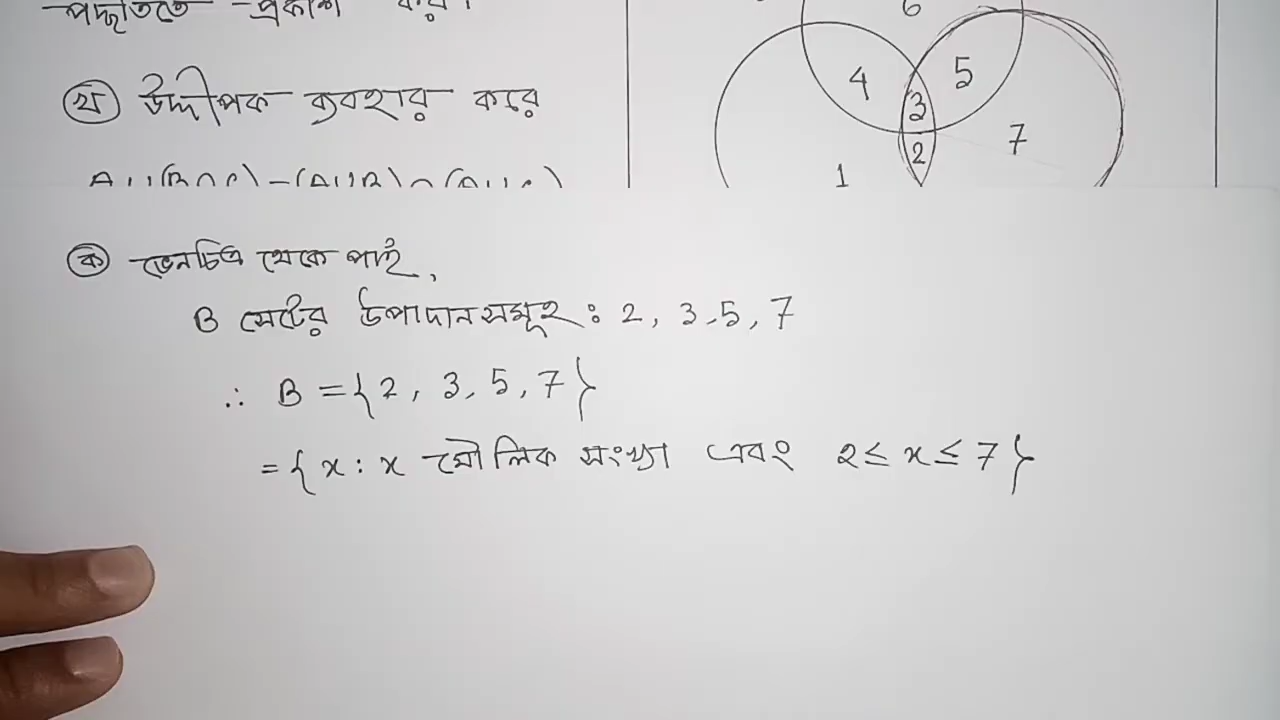 পদ্ধতিতে প্রকাশ কর।
খ উদ্দীপক ব্যবহার করে
A∪(B∩C)=(A∪B)∩(A∪C)
6
4
5
3
2
7
1
ক ভেনচিত্র থেকে পাই,
B সেটের উপাদানসমূহ : 2, 3, 5, 7
∴ B = {2, 3, 5, 7}
= {x : x মৌলিক সংখ্যা এবং 2 ≤ x ≤ 7}